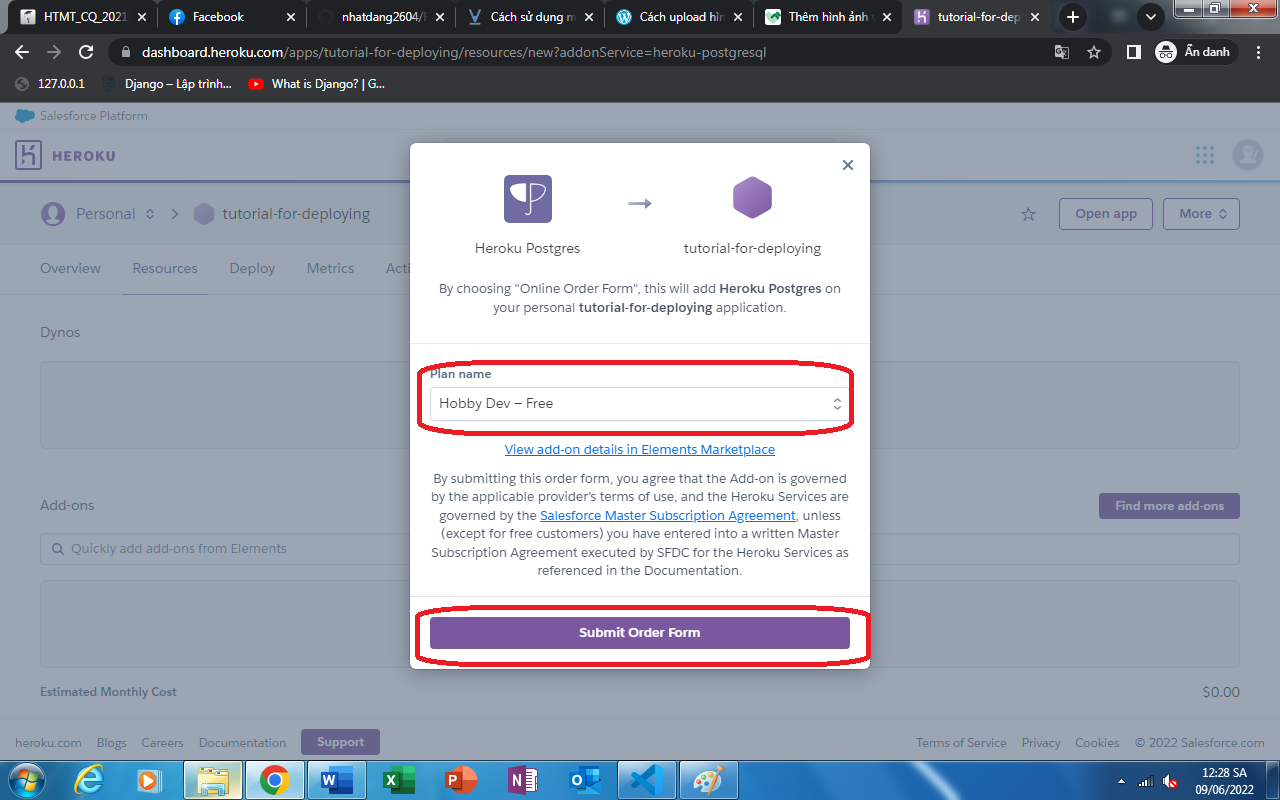 HTMT_CQ_2021
Facebook
nhatdang2604/
Cách sử dụng m
Cách upload hìn
Thêm hình ảnh v
tutorial-for-dep
dashboard.heroku.com/apps/tutorial-for-deploying/resources/new?addonService=heroku-postgresql
Ẩn danh
127.0.0.1
Django – Lập trình...
What is Django? | G...
Salesforce Platform
HEROKU
Personal
tutorial-for-deploying
Open app
More
Overview
Resources
Deploy
Metrics
Acti
Heroku Postgres
tutorial-for-deploying
By choosing "Online Order Form", this will add Heroku Postgres on
your personal tutorial-for-deploying application.
Dynos
Plan name
Hobby Dev – Free
View add-on details in Elements Marketplace
By submitting this order form, you agree that the Add-on is governed
by the applicable provider's terms of use, and the Heroku Services are
governed by the Salesforce Master Subscription Agreement, unless
(except for free customers) you have entered into a written Master
Subscription Agreement executed by SFDC for the Heroku Services as
referenced in the Documentation.
Submit Order Form
Add-ons
Find more add-ons
Quickly add add-ons from Elements
Estimated Monthly Cost
$0.00
heroku.com
Blogs
Careers
Documentation
Support
Terms of Service
Privacy
Cookies
© 2022 Salesforce.com
12:28 SA
09/06/2022